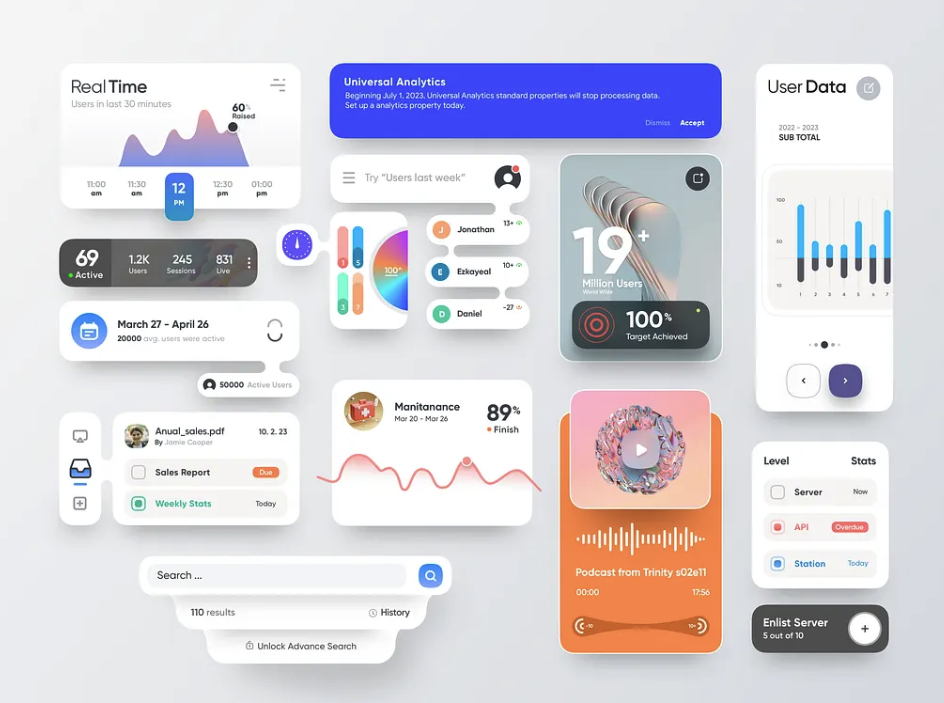 Real Time
Users in last 30 minutes
60%
Raised
11:00 am
11:30 am
12 PM
12:30 pm
01:00 pm
69
Active
1.2K
Users
245
Sessions
831
Live
March 27 - April 26
20000 avg. users were active
50000 Active Users
Anual_sales.pdf
By Jamie Cooper
10. 2. 23
Sales Report
Due
Weekly Stats
Today
Search ...
110 results
History
Unlock Advance Search
Universal Analytics
Beginning July 1, 2023, Universal Analytics standard properties will stop processing data.
Set up a analytics property today.
Dismiss
Accept
Try “Users last week”
1
5
3
7
100°
J
Jonathan
13+
E
Ezkayeal
10+
D
Daniel
-27
Manitanance
Mar 20 - Mar 26
89%
Finish
19+
Million Users
World Wide
100%
Target Achieved
Podcast from Trinity s02e11
00:00
17:56
-10
10+
User Data
2022 - 2023
SUB TOTAL
100
50
10
1 2 3 4 5 6 7
Level
Stats
Server
Now
API
Overdue
Station
Today
Enlist Server
5 out of 10